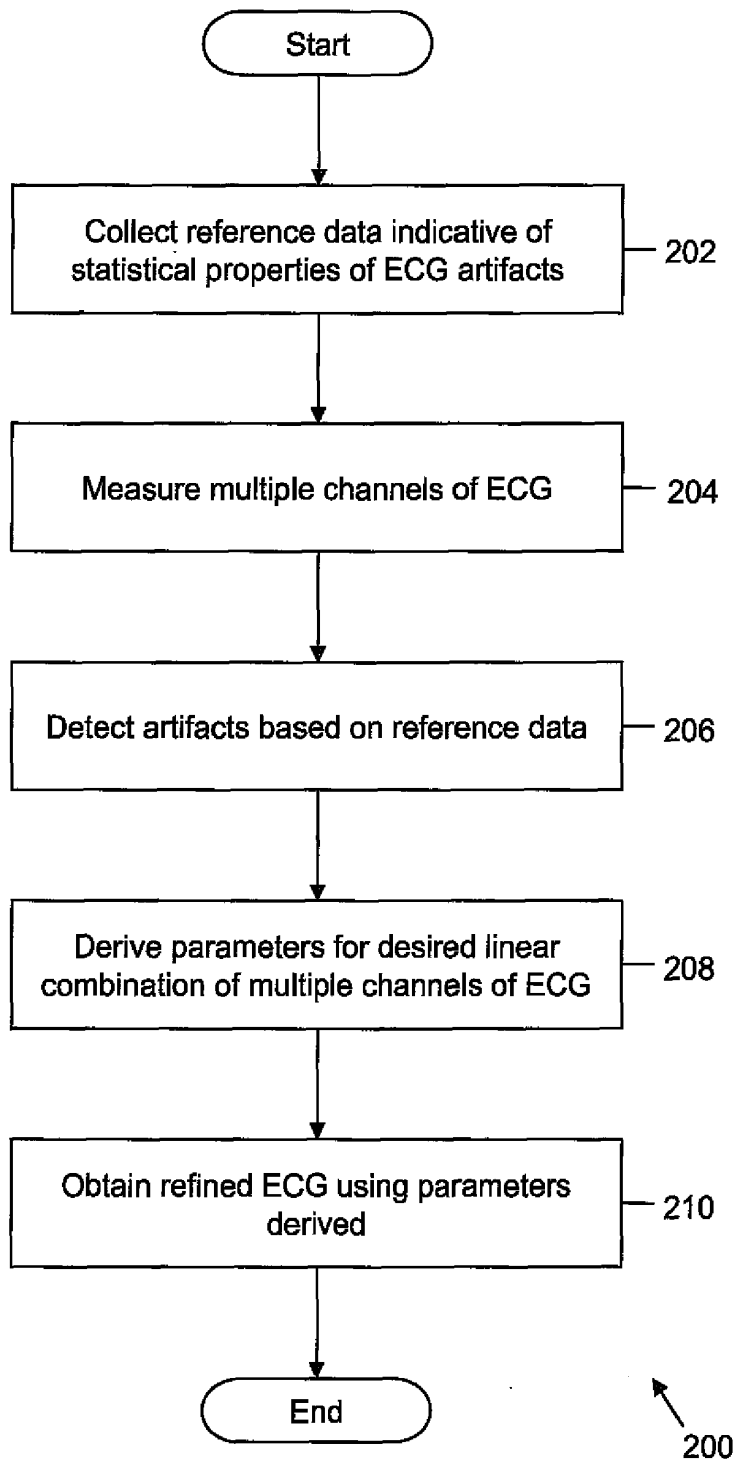 Start
Collect reference data indicative of
statistical properties of ECG artifacts
202
Measure multiple channels of ECG
204
Detect artifacts based on reference data
206
Derive parameters for desired linear
combination of multiple channels of ECG
208
Obtain refined ECG using parameters
derived
210
End
200